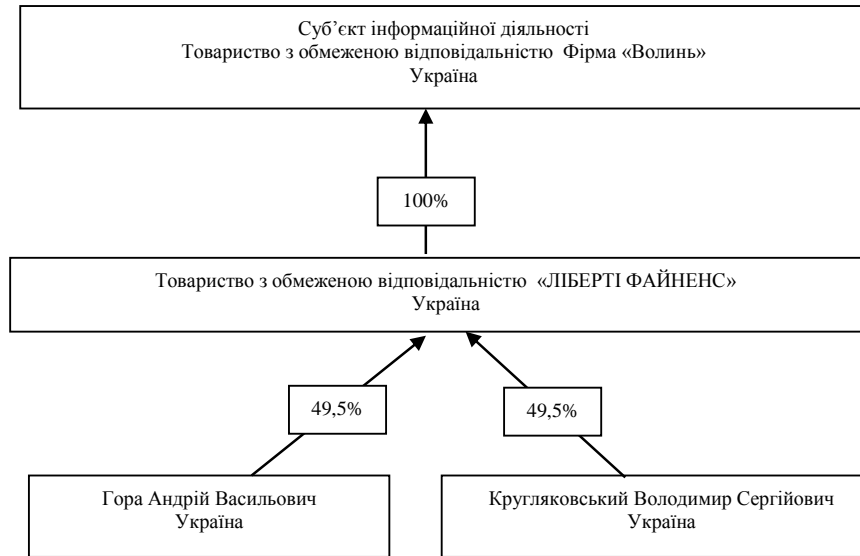 Суб’єкт інформаційної діяльності
Товариство з обмеженою відповідальністю Фірма «Волинь»
Україна
100%
Товариство з обмеженою відповідальністю «ЛІБЕРТІ ФАЙНЕНС»
Україна
49,5%
49,5%
Гора Андрій Васильович
Україна
Кругляковський Володимир Сергійович
Україна